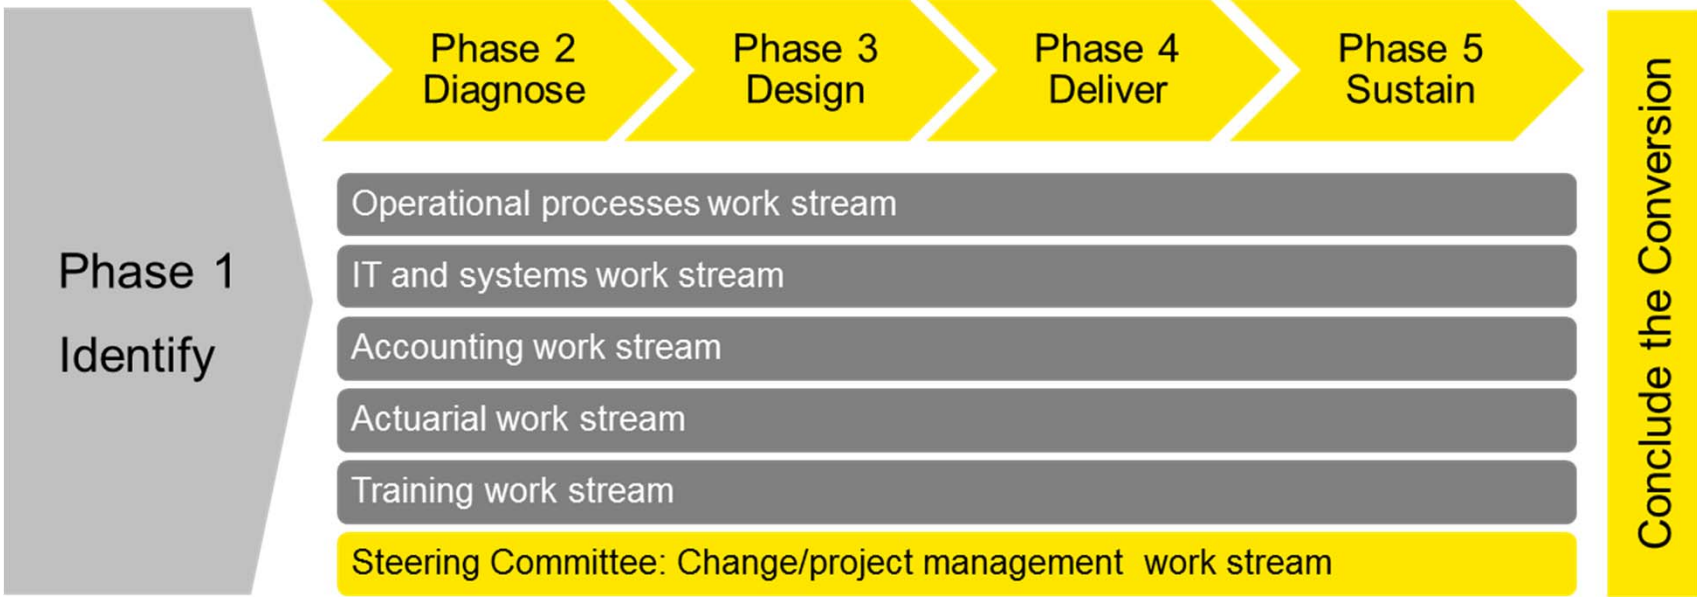 Phase 1
Identify
Phase 2
Diagnose
Phase 3
Design
Phase 4
Deliver
Phase 5
Sustain
Operational processes work stream
IT and systems work stream
Accounting work stream
Actuarial work stream
Training work stream
Steering Committee: Change/project management work stream
Conclude the Conversion